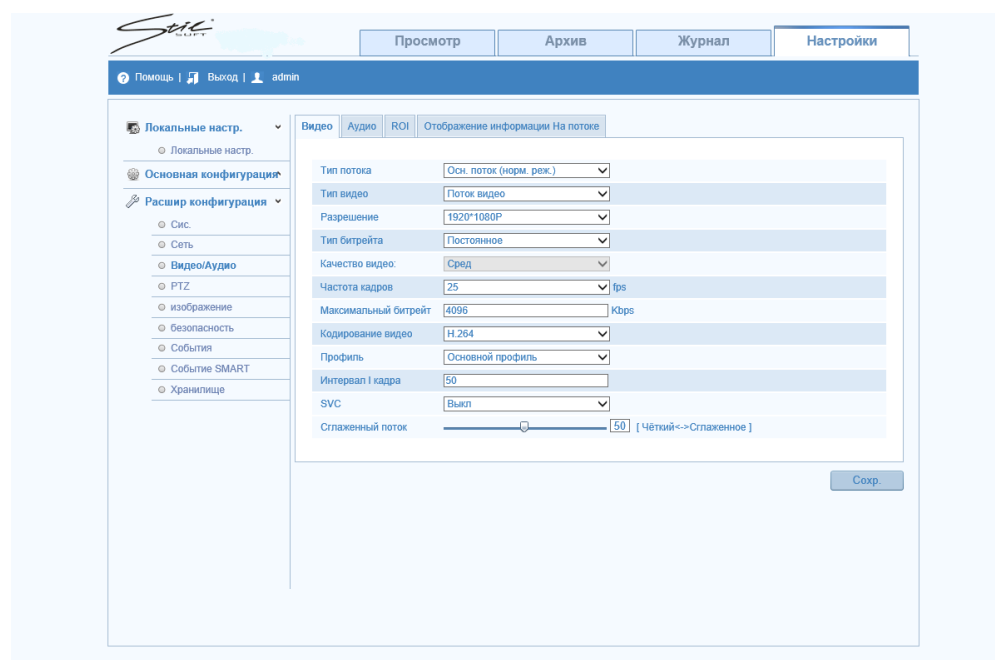 Stil
SOFT
Просмотр Архив Журнал Настройки
Помощь | Выход | admin
Локальные настр.
Локальные настр.
Основная конфигурация
Расшир конфигурация
Сис.
Сеть
Видео/Аудио
PTZ
изображение
безопасность
События
Событие SMART
Хранилище
Видео Аудио ROI Отображение информации На потоке
Тип потока Осн. поток (норм. реж.)
Тип видео Поток видео
Разрешение 1920*1080P
Тип битрейта Постоянное
Качество видео: Сред
Частота кадров 25 fps
Максимальный битрейт 4096 Kbps
Кодирование видео H.264
Профиль Основной профиль
Интервал I кадра 50
SVC Выкл
Сглаженный поток 50 [ Чёткий<->Сглаженное ]
Сохр.